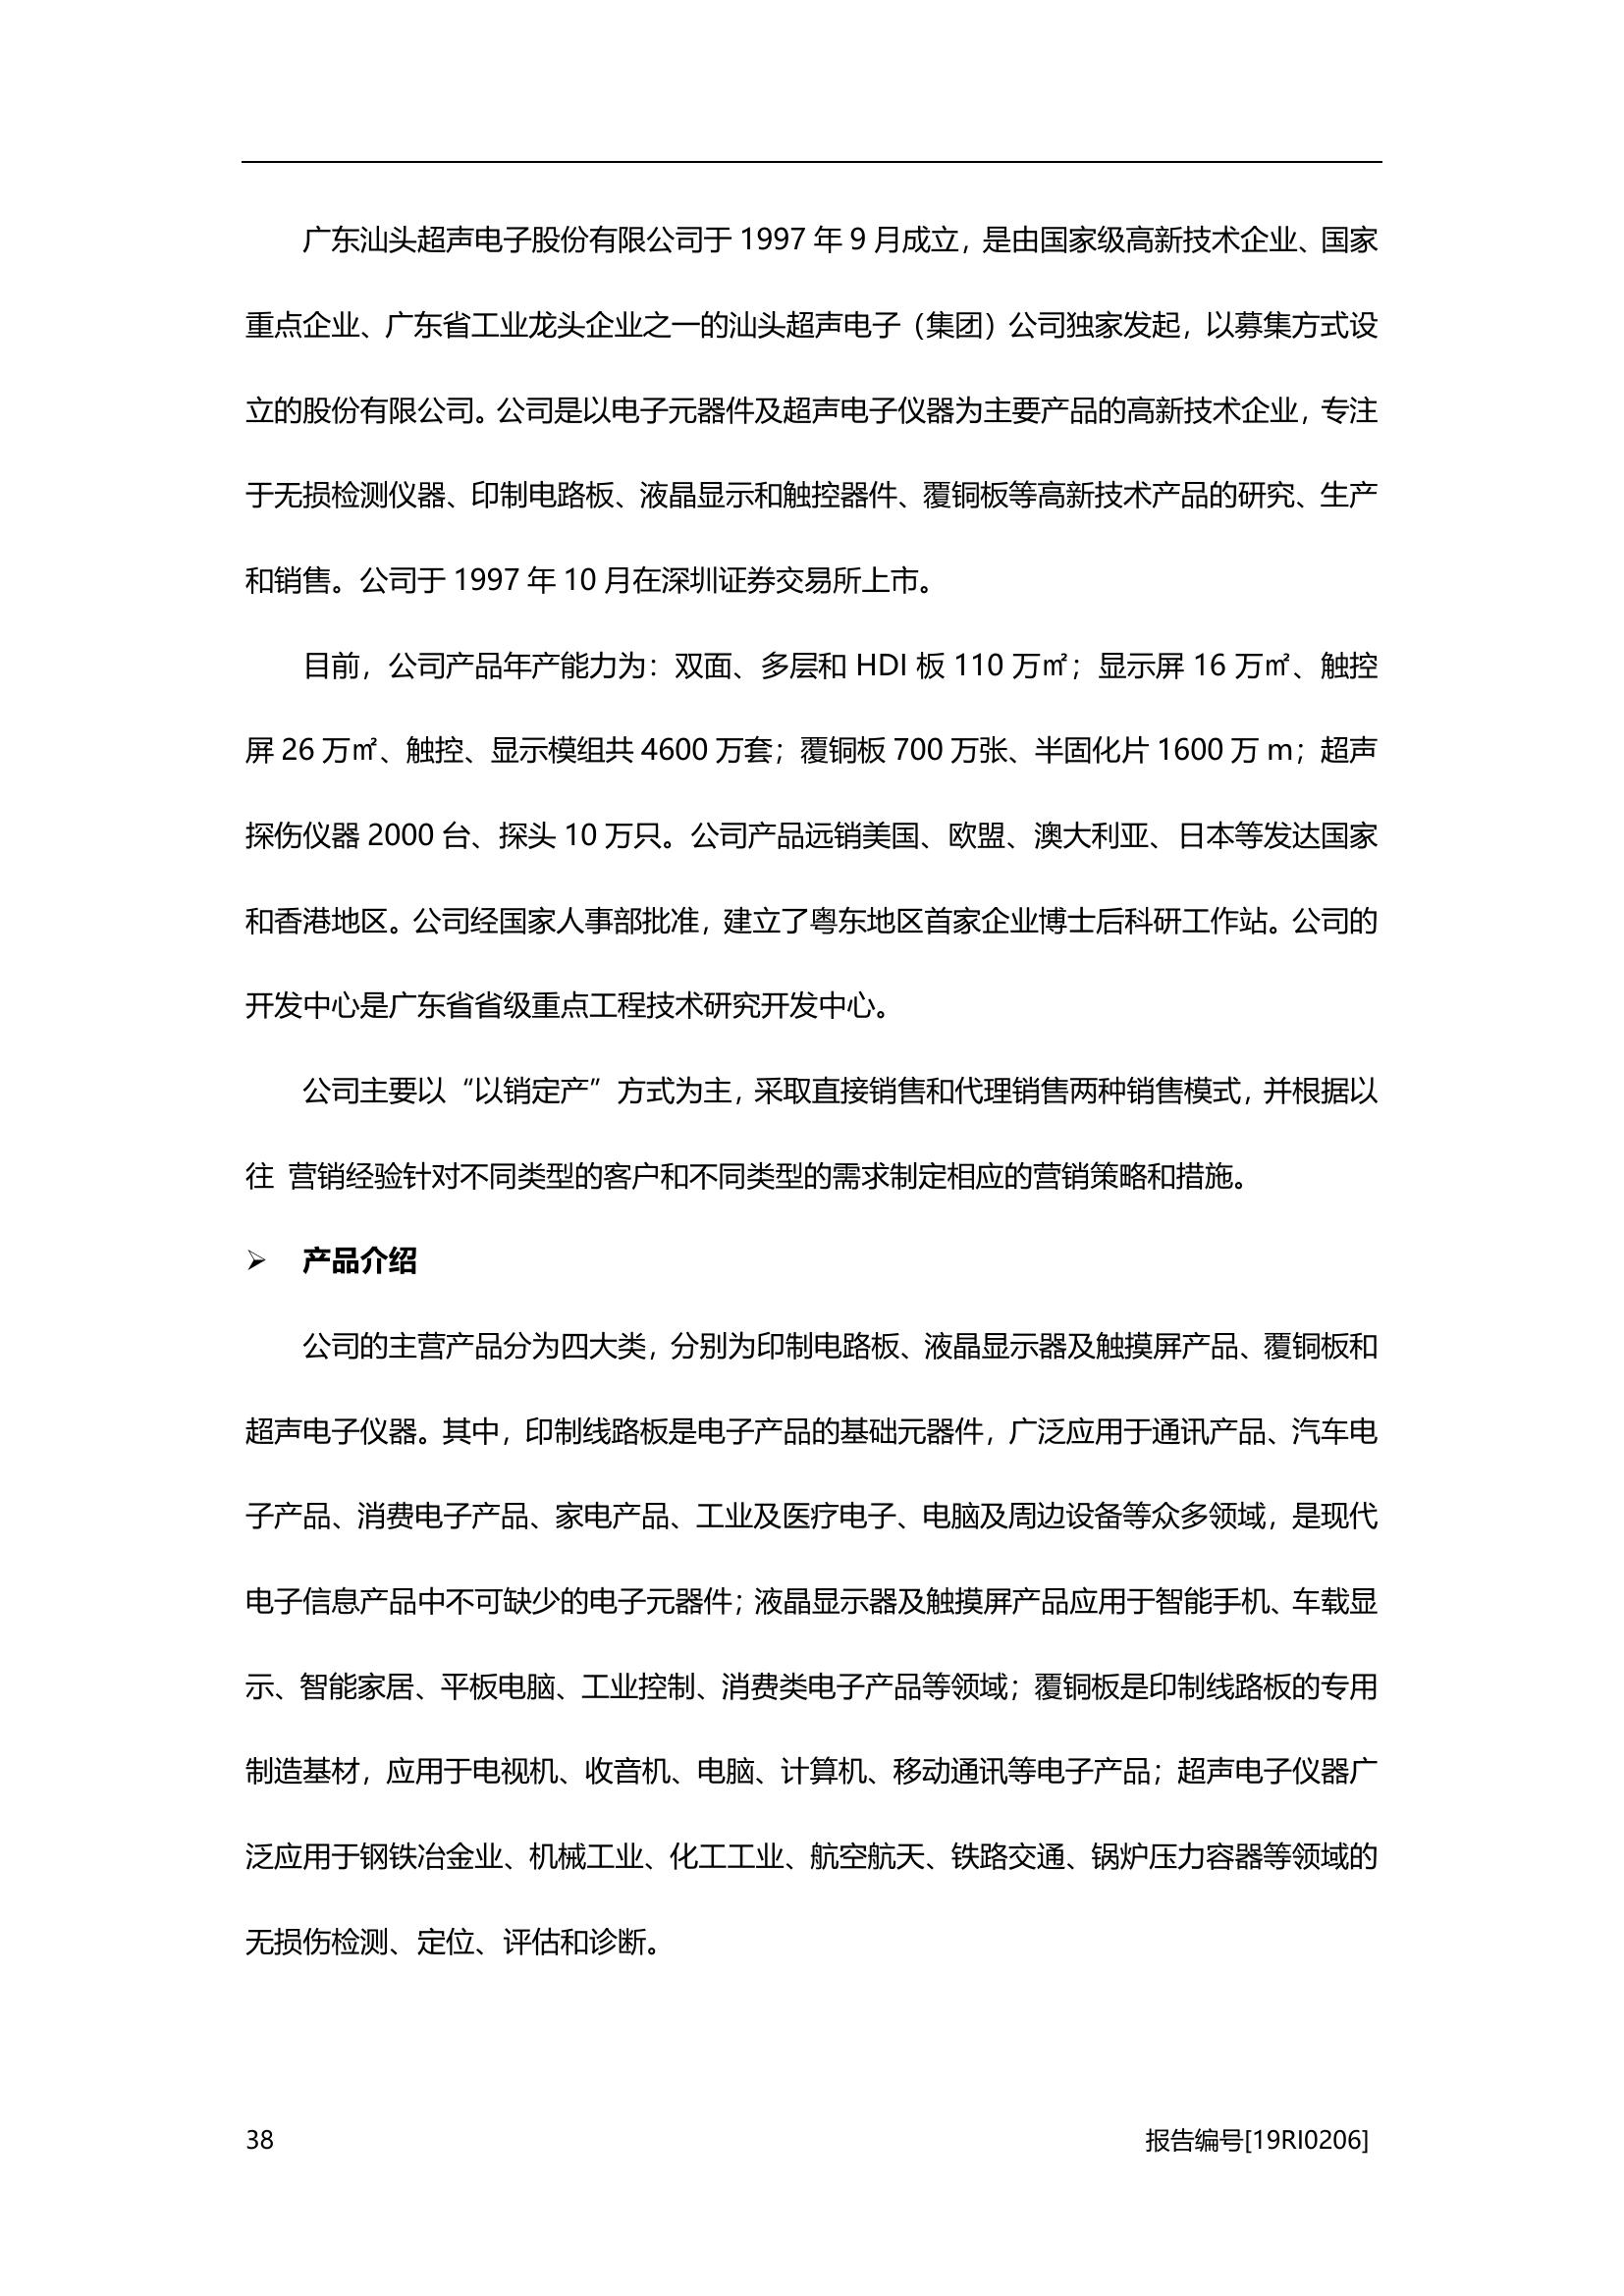 广东汕头超声电子股份有限公司于 1997 年 9 月成立，是由国家级高新技术企业、国家
重点企业、广东省工业龙头企业之一的汕头超声电子（集团）公司独家发起，以募集方式设
立的股份有限公司。公司是以电子元器件及超声电子仪器为主要产品的高新技术企业，专注
于无损检测仪器、印制电路板、液晶显示和触控器件、覆铜板等高新技术产品的研究、生产
和销售。公司于 1997 年 10 月在深圳证券交易所上市。
目前，公司产品年产能力为：双面、多层和 HDI 板 110 万㎡；显示屏 16 万㎡、触控
屏 26 万㎡、触控、显示模组共 4600 万套；覆铜板 700 万张、半固化片 1600 万 m；超声
探伤仪器 2000 台、探头 10 万只。公司产品远销美国、欧盟、澳大利亚、日本等发达国家
和香港地区。公司经国家人事部批准，建立了粤东地区首家企业博士后科研工作站。公司的
开发中心是广东省省级重点工程技术研究开发中心。
公司主要以“以销定产”方式为主，采取直接销售和代理销售两种销售模式，并根据以
往 营销经验针对不同类型的客户和不同类型的需求制定相应的营销策略和措施。
➢ 产品介绍
公司的主营产品分为四大类，分别为印制电路板、液晶显示器及触摸屏产品、覆铜板和
超声电子仪器。其中，印制线路板是电子产品的基础元器件，广泛应用于通讯产品、汽车电
子产品、消费电子产品、家电产品、工业及医疗电子、电脑及周边设备等众多领域，是现代
电子信息产品中不可缺少的电子元器件；液晶显示器及触摸屏产品应用于智能手机、车载显
示、智能家居、平板电脑、工业控制、消费类电子产品等领域；覆铜板是印制线路板的专用
制造基材，应用于电视机、收音机、电脑、计算机、移动通讯等电子产品；超声电子仪器广
泛应用于钢铁冶金业、机械工业、化工工业、航空航天、铁路交通、锅炉压力容器等领域的
无损伤检测、定位、评估和诊断。
38 报告编号[19RI0206]